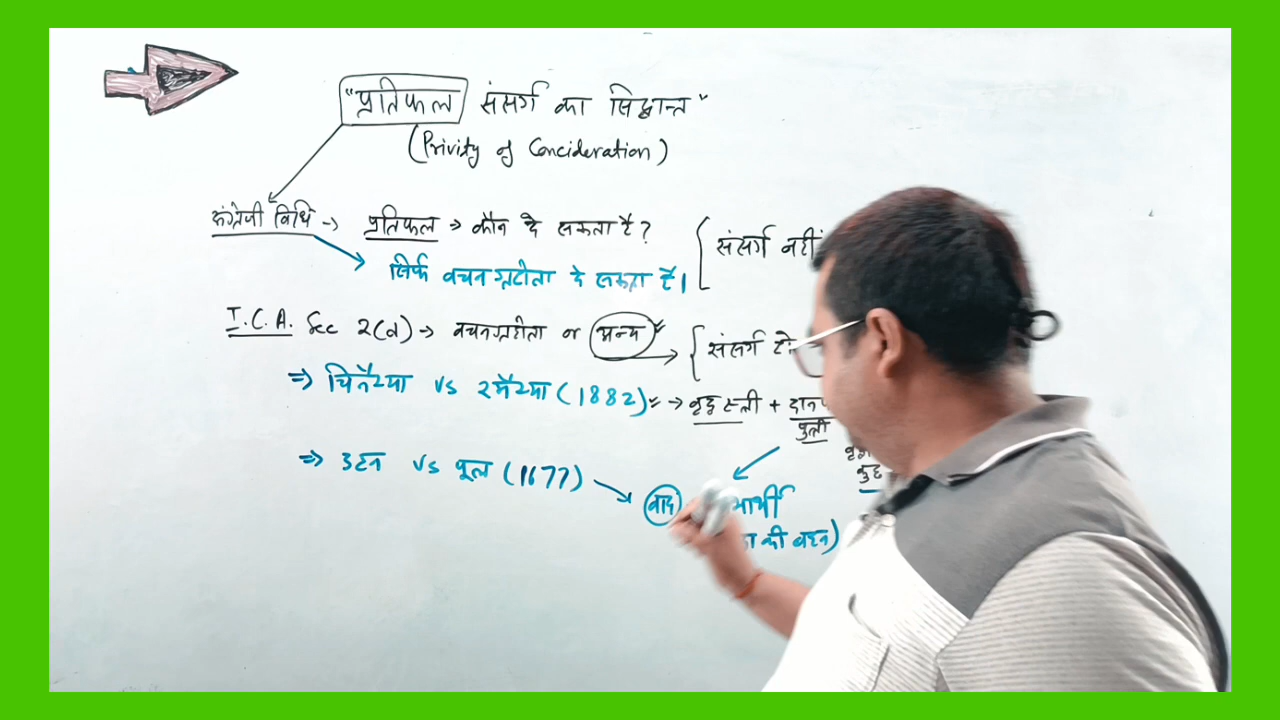 "प्रतिफल संसर्ग का सिद्धान्त"
(Privity of Concideration)
अंग्रेजी विधि → प्रतिफल → कौन दे सकता है? { संसर्ग नहीं
सिर्फ वचनग्रहीता दे सकता है।
I.C.A. Sec 2(d) → वचनग्रहीता or अन्य → { संसर्ग हो
⇒ चिनैय्या vs रमैय्या (1882) → वृद्ध स्त्री + दान
पुत्री
वृद्ध
⇒ डटन vs पूल (1677) → वाद
की बहन)